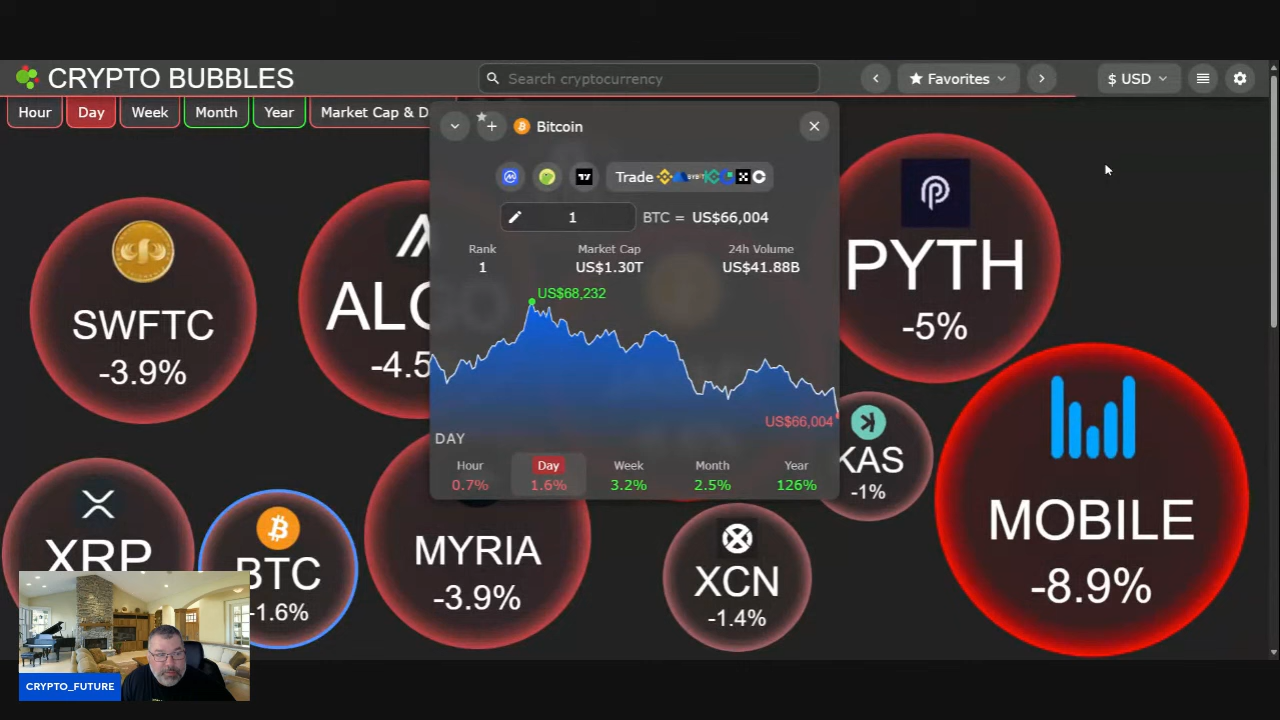 CRYPTO BUBBLES
Search cryptocurrency
Favorites
$ USD
Hour
Day
Week
Month
Year
Market Cap & D
Bitcoin
Trade
1
BTC = US$66,004
Rank
Market Cap
24h Volume
1
US$1.30T
US$41.88B
US$68,232
US$66,004
DAY
Hour
Day
Week
Month
Year
0.7%
1.6%
3.2%
2.5%
126%
SWFTC
-3.9%
ALGO
-4.5
PYTH
-5%
KAS
-1%
MOBILE
-8.9%
XRP
BTC
-1.6%
MYRIA
-3.9%
XCN
-1.4%
CRYPTO_FUTURE